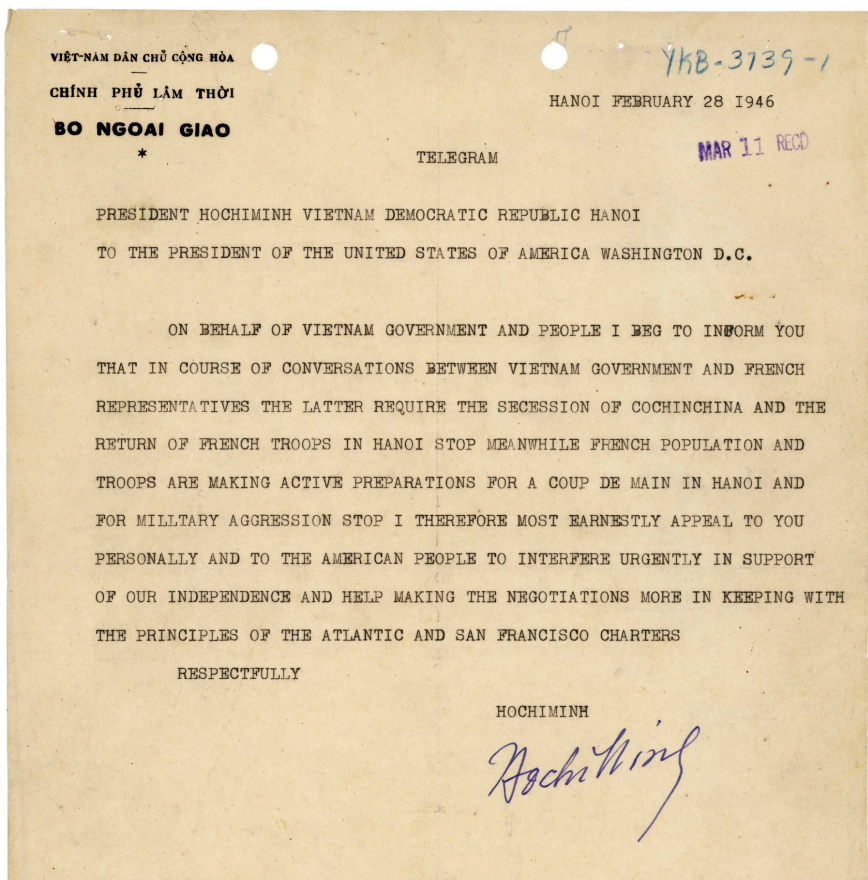 VIỆT-NAM DÂN CHỦ CỘNG HÒA
CHÍNH PHỦ LÂM THỜI
BO NGOAI GIAO
*
YKB-3739-1
HANOI FEBRUARY 28 I946
MAR 11 RECD
TELEGRAM
PRESIDENT HOCHIMINH VIETNAM DEMOCRATIC REPUBLIC HANOI
TO THE PRESIDENT OF THE UNITED STATES OF AMERICA WASHINGTON D.C.
ON BEHALF OF VIETNAM GOVERNMENT AND PEOPLE I BEG TO INFORM YOU
THAT IN COURSE OF CONVERSATIONS BETWEEN VIETNAM GOVERNMENT AND FRENCH
REPRESENTATIVES THE LATTER REQUIRE THE SECESSION OF COCHINCHINA AND THE
RETURN OF FRENCH TROOPS IN HANOI STOP MEANWHILE FRENCH POPULATION AND
TROOPS ARE MAKING ACTIVE PREPARATIONS FOR A COUP DE MAIN IN HANOI AND
FOR MILITARY AGGRESSION STOP I THEREFORE MOST EARNESTLY APPEAL TO YOU
PERSONALLY AND TO THE AMERICAN PEOPLE TO INTERFERE URGENTLY IN SUPPORT
OF OUR INDEPENDENCE AND HELP MAKING THE NEGOTIATIONS MORE IN KEEPING WITH
THE PRINCIPLES OF THE ATLANTIC AND SAN FRANCISCO CHARTERS
RESPECTFULLY
HOCHIMINH
Hochiminh